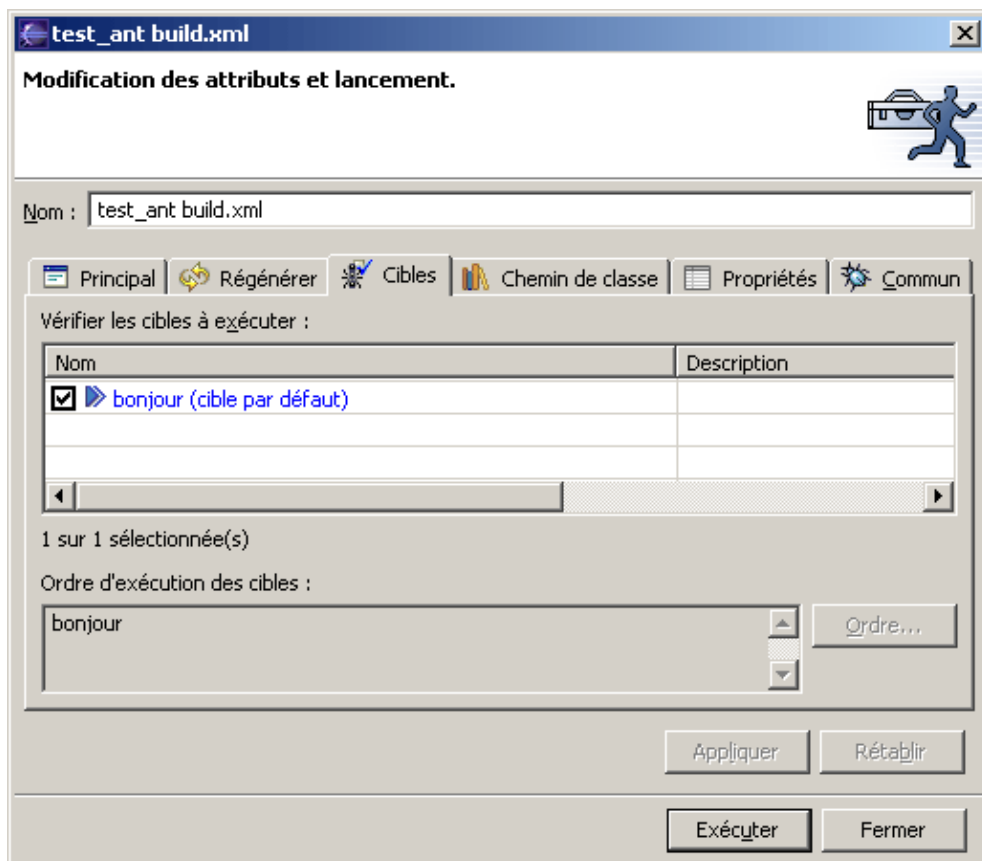 test_ant build.xml
Modification des attributs et lancement.
Nom : test_ant build.xml
Principal Régénérer Cibles Chemin de classe Propriétés Commun
Vérifier les cibles à exécuter :
Nom Description
bonjour (cible par défaut)
1 sur 1 sélectionnée(s)
Ordre d'exécution des cibles :
bonjour Ordre...
Appliquer Rétablir
Exécuter Fermer